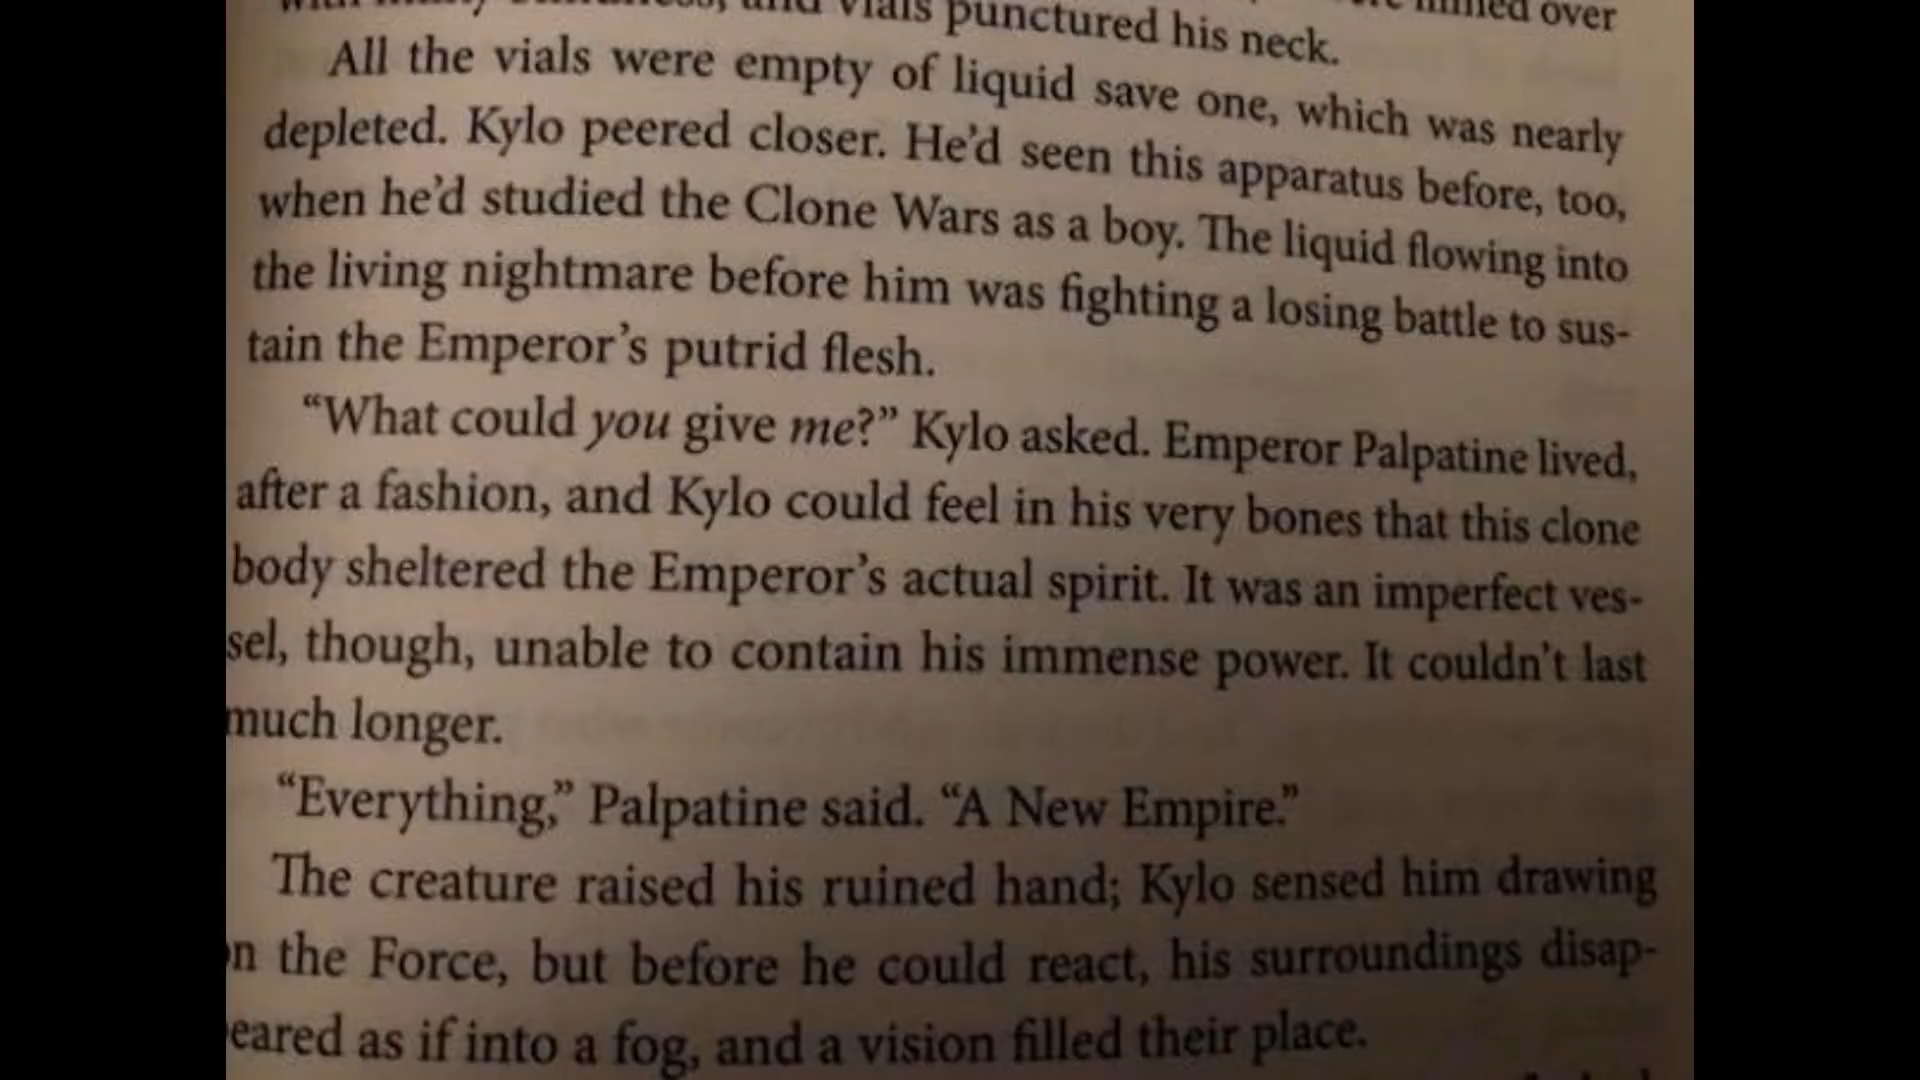 vials punctured his neck.
All the vials were empty of liquid save one, which was nearly
depleted. Kylo peered closer. He’d seen this apparatus before, too,
when he’d studied the Clone Wars as a boy. The liquid flowing into
the living nightmare before him was fighting a losing battle to sus-
tain the Emperor’s putrid flesh.
“What could you give me?” Kylo asked. Emperor Palpatine lived,
after a fashion, and Kylo could feel in his very bones that this clone
body sheltered the Emperor’s actual spirit. It was an imperfect ves-
sel, though, unable to contain his immense power. It couldn’t last
much longer.
“Everything,” Palpatine said. “A New Empire.”
The creature raised his ruined hand; Kylo sensed him drawing
n the Force, but before he could react, his surroundings disap-
eared as if into a fog, and a vision filled their place.